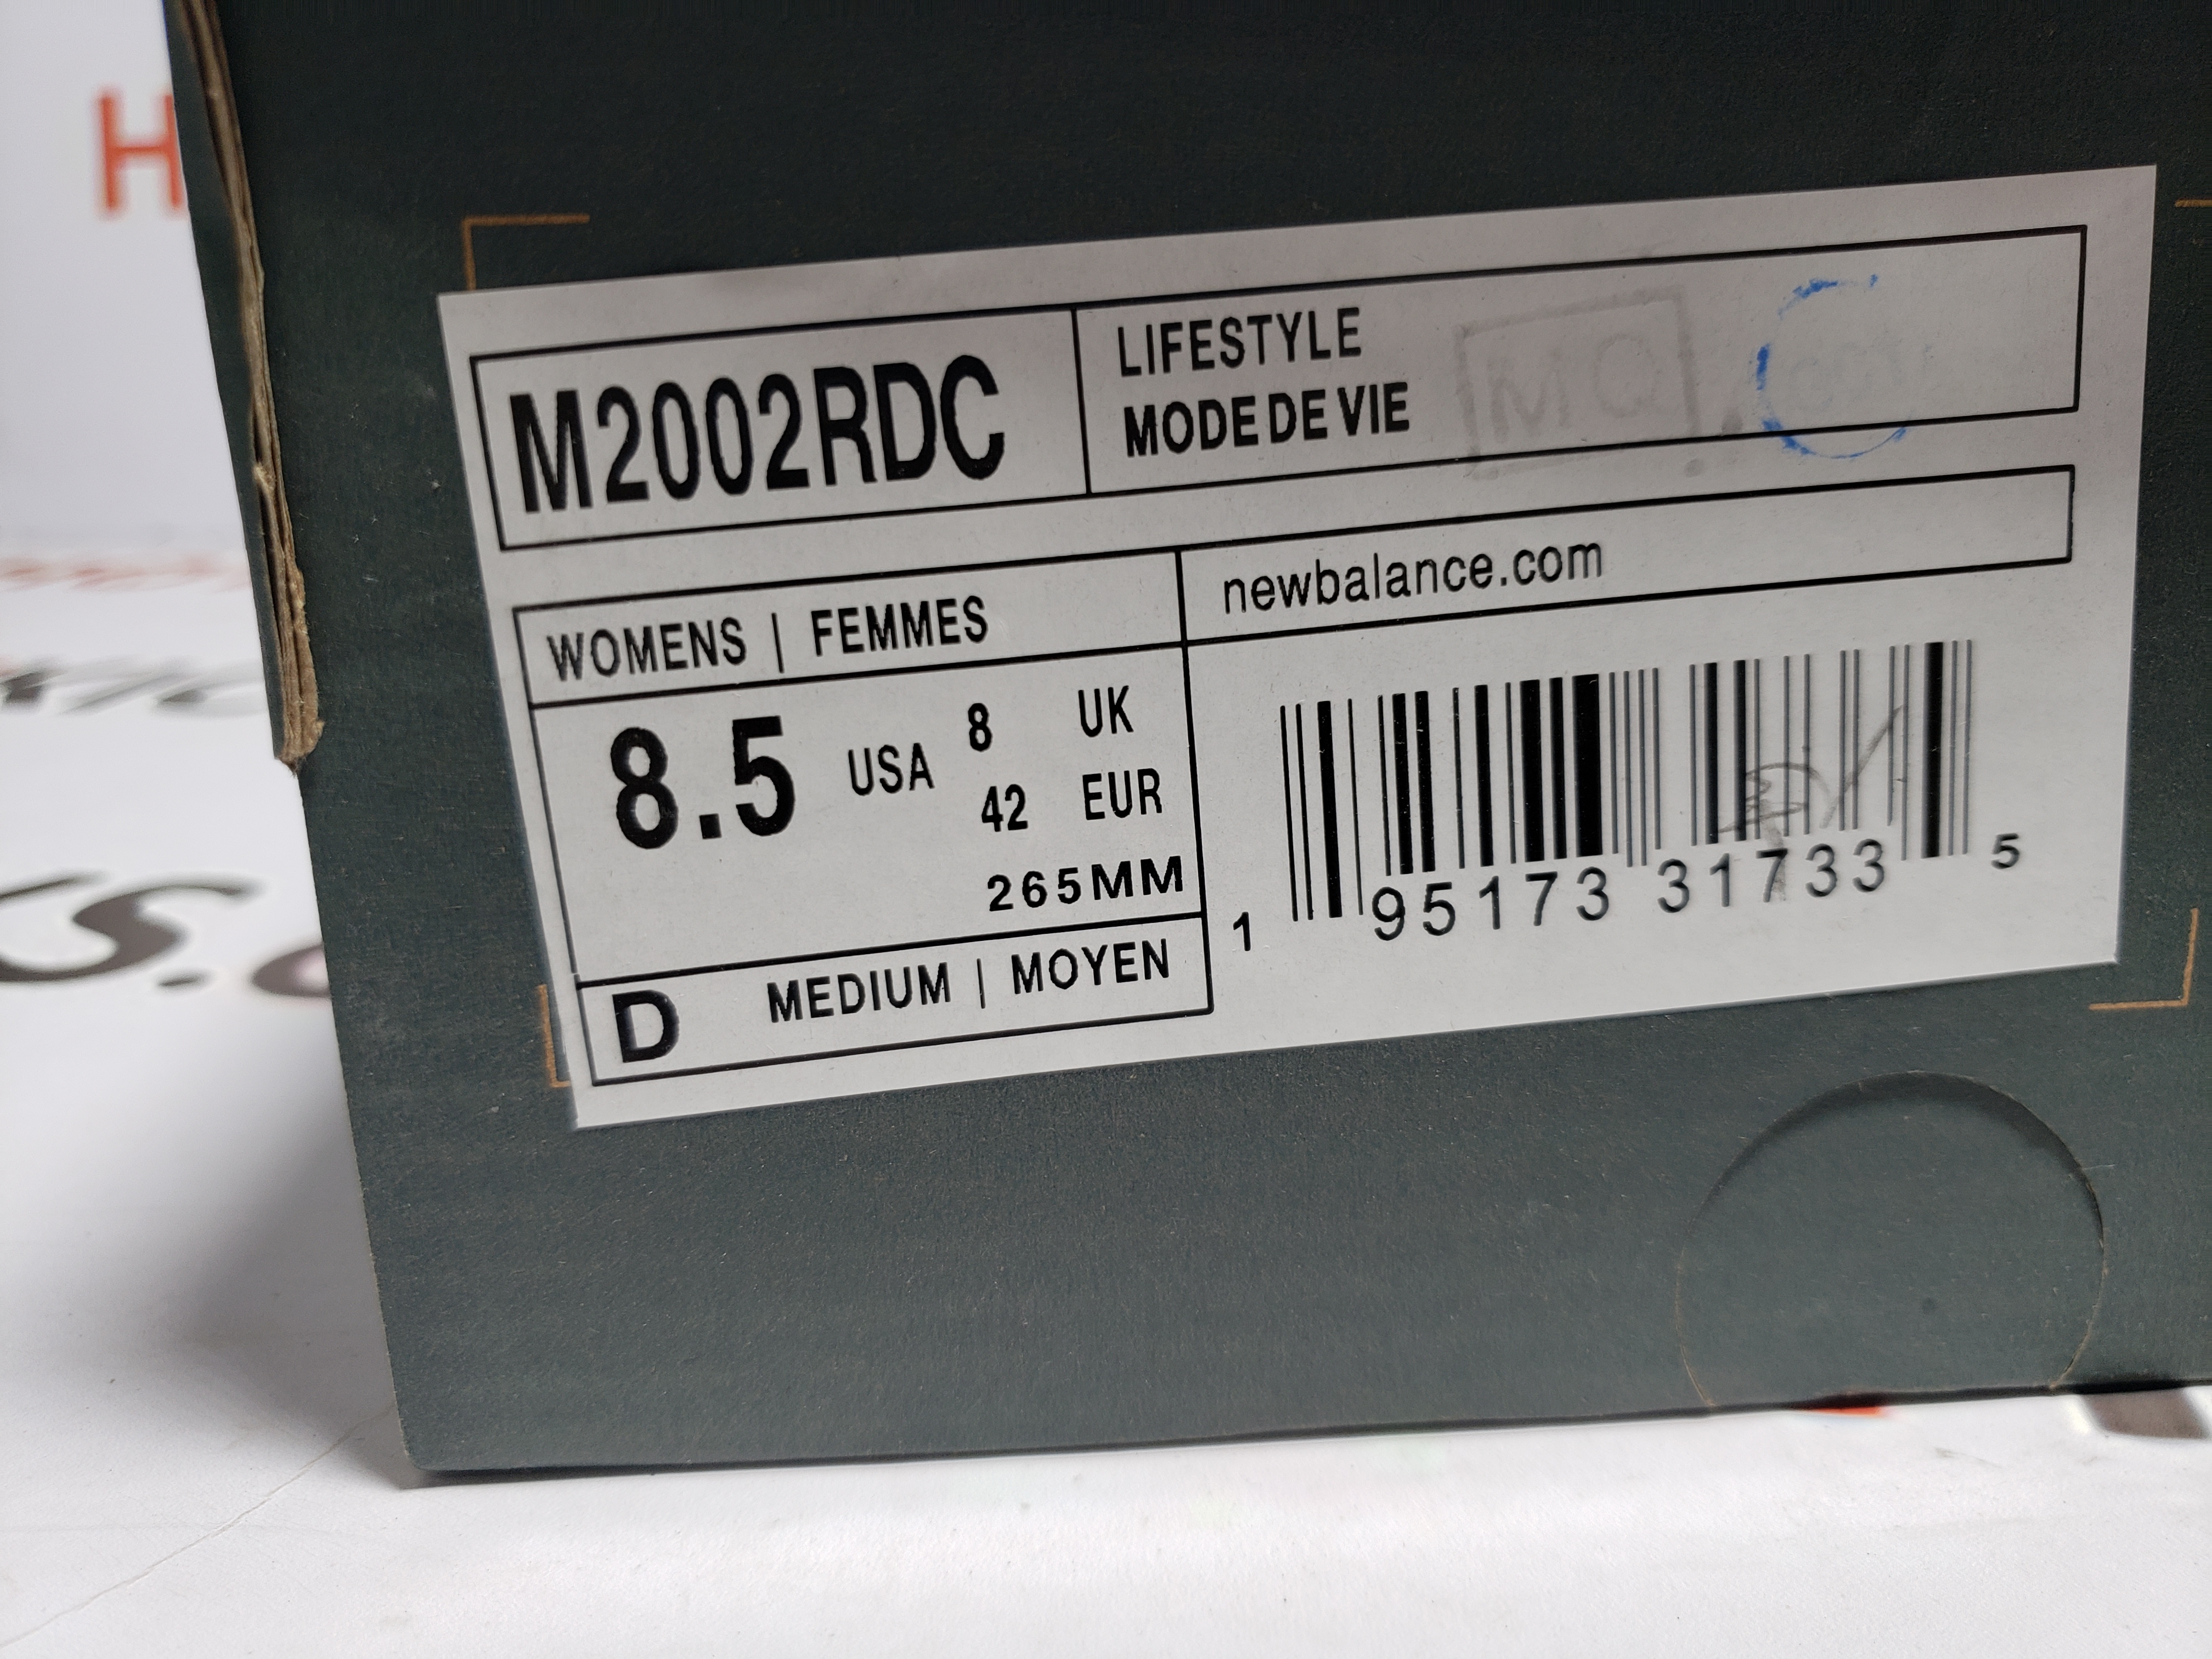 H
M2002RDC
LIFESTYLE
MODE DE VIE
MQ
newbalance.com
WOMENS | FEMMES
8.5 USA
8 UK
42 EUR
265MM
D MEDIUM | MOYEN
1 95173 31733 5